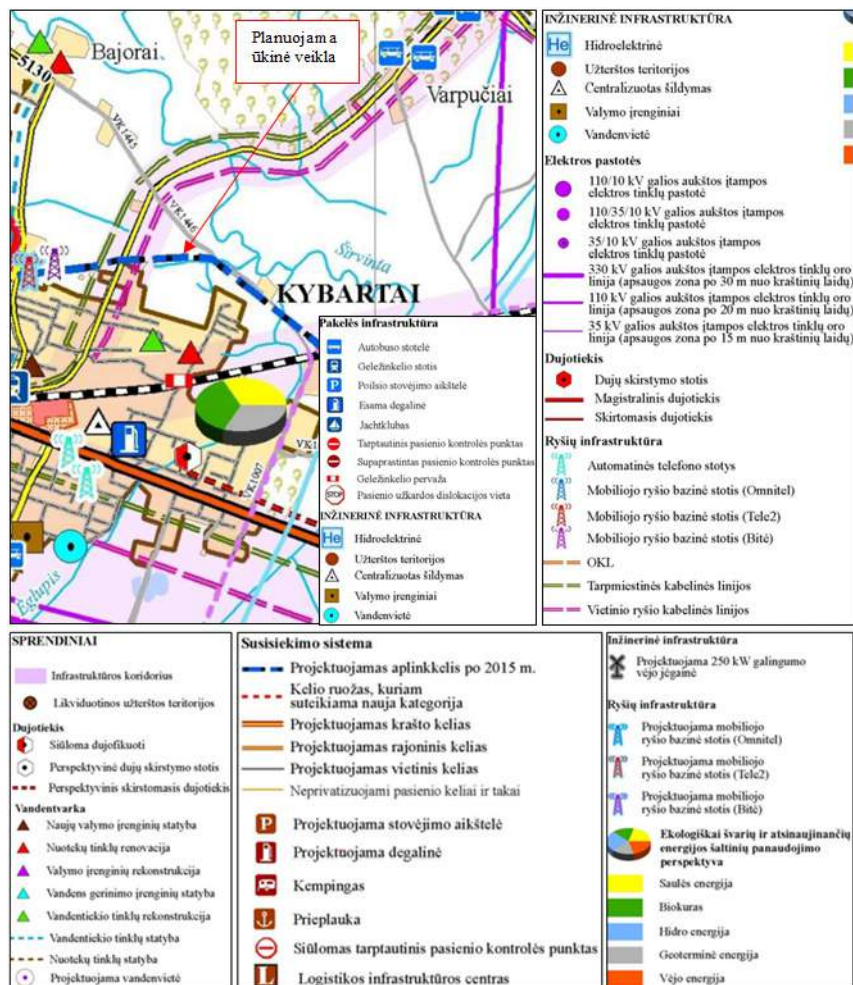 Planuojama
ūkinė veikla
Bajorai
5130
VK1445
Varpučiai
VK1446
Širvinta
KYBARTAI
VK1007
VK1
Eglupis
Pakelės infrastruktūra
Autobuso stotelė
Geležinkelio stotis
Poilsio stovėjimo aikštelė
Esama degalinė
Jachtklubas
Tarptautinis pasienio kontrolės punktas
Supaprastintas pasienio kontrolės punktas
Geležinkelio pervaža
STOP Pasienio užkardos dislokacijos vieta
INŽINERINĖ INFRASTRUKTŪRA
He Hidroelektrinė
Užterštos teritorijos
Centralizuotas šildymas
Valymo įrenginiai
Vandenvietė
INŽINERINĖ INFRASTRUKTŪRA
He Hidroelektrinė
Užterštos teritorijos
Centralizuotas šildymas
Valymo įrenginiai
Vandenvietė
Elektros pastotės
110/10 kV galios aukštos įtampos
elektros tinklų pastotė
110/35/10 kV galios aukštos įtampos
elektros tinklų pastotė
35/10 kV galios aukštos įtampos
elektros tinklų pastotė
330 kV galios aukštos įtampos elektros tinklų oro
linija (apsaugos zona po 30 m nuo kraštinių laidų)
110 kV galios aukštos įtampos elektros tinklų oro
linija (apsaugos zona po 20 m nuo kraštinių laidų)
35 kV galios aukštos įtampos elektros tinklų oro
linija (apsaugos zona po 15 m nuo kraštinių laidų)
Dujotiekis
Dujų skirstymo stotis
Magistralinis dujotiekis
Skirtomasis dujotiekis
Ryšių infrastruktūra
Automatinės telefono stotys
Mobiliojo ryšio bazinė stotis (Omnitel)
Mobiliojo ryšio bazinė stotis (Tele2)
Mobiliojo ryšio bazinė stotis (Bitė)
OKL
Tarpmiestinės kabelinės linijos
Vietinio ryšio kabelinės linijos
SPRENDINIAI
Infrastruktūros koridorius
Likviduotinos užterštos teritorijos
Dujotiekis
Siūloma dujofikuoti
Perspektyvinė dujų skirstymo stotis
Perspektyvinis skirstomasis dujotiekis
Vandentvarka
Naujų valymo įrenginių statyba
Nuotekų tinklų renovacija
Valymo įrenginių rekonstrukcija
Vandens gerinimo įrenginių statyba
Vandentiekio tinklų rekonstrukcija
Vandentiekio tinklų statyba
Nuotekų tinklų statyba
Projektuojama vandenvietė
Susisiekimo sistema
Projektuojamas aplinkkelis po 2015 m.
Kelio ruožas, kuriam
suteikiama nauja kategorija
Projektuojamas krašto kelias
Projektuojamas rajoninis kelias
Projektuojamas vietinis kelias
Neprivatizuojami pasienio keliai ir takai
P Projektuojama stovėjimo aikštelė
Projektuojama degalinė
Kempingas
Prieplauka
Siūlomas tarptautinis pasienio kontrolės punktas
L Logistikos infrastruktūros centras
Inžinerinė infrastruktūra
Projektuojama 250 kW galingumo
vėjo jėgainė
Ryšių infrastruktūra
Projektuojama mobiliojo
ryšio bazinė stotis (Omnitel)
Projektuojama mobiliojo
ryšio bazinė stotis (Tele2)
Projektuojama mobiliojo
ryšio bazinė stotis (Bitė)
Ekologiškai švarių ir atsinaujinančių
energijos šaltinių panaudojimo
perspektyva
Saulės energija
Biokuras
Hidro energija
Geoterminė energija
Vėjo energija